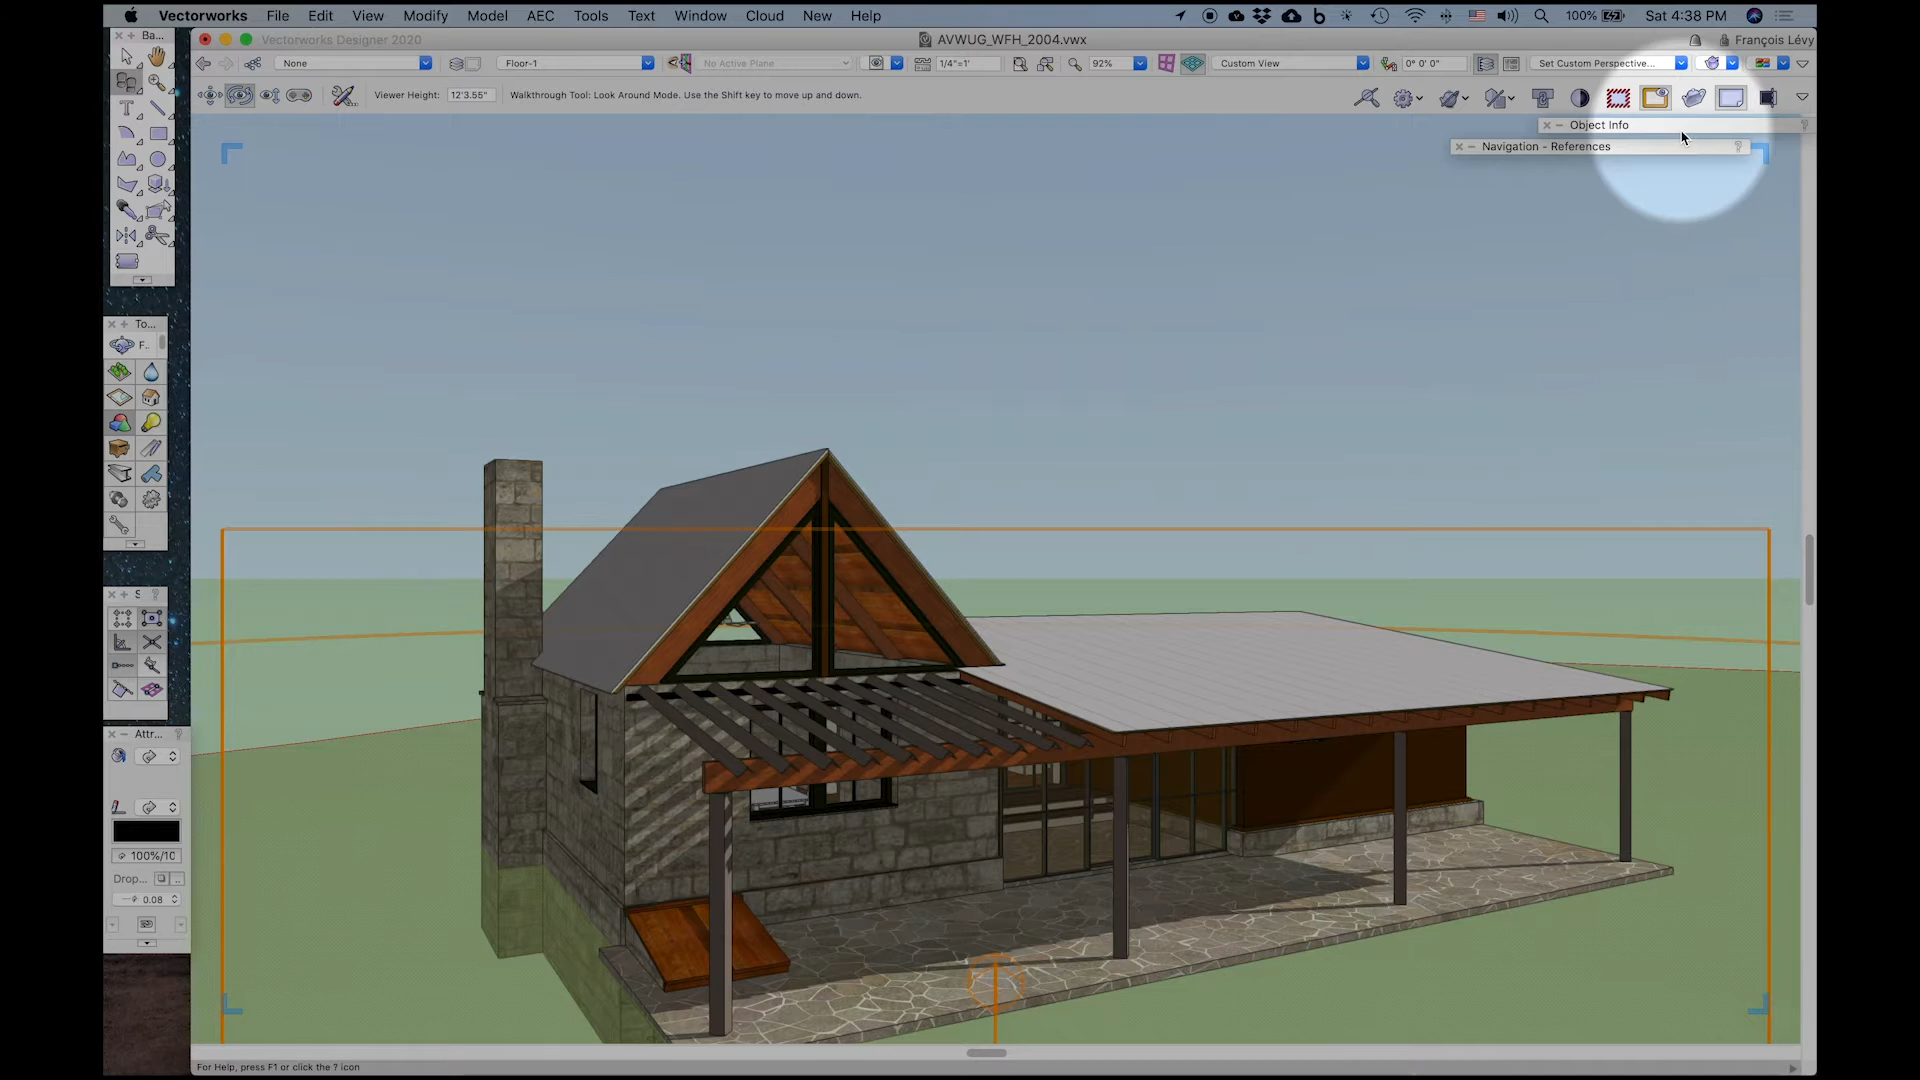 Vectorworks File Edit View Modify Model AEC Tools Text Window Cloud New Help 100% Sat 4:38 PM
Ba...
Vectorworks Designer 2020 AVWUG_WFH_2004.vwx François Lévy
None Floor-1 No Active Plane 1/4"=1' 92% Custom View 0° 0' 0" Set Custom Perspective...
Viewer Height: 12'3.55" Walkthrough Tool: Look Around Mode. Use the Shift key to move up and down.
Object Info ?
Navigation - References ?
To...
F..
S ?
Attr... ?
100%/10
Drop... ..
0.08
For Help, press F1 or click the ? icon